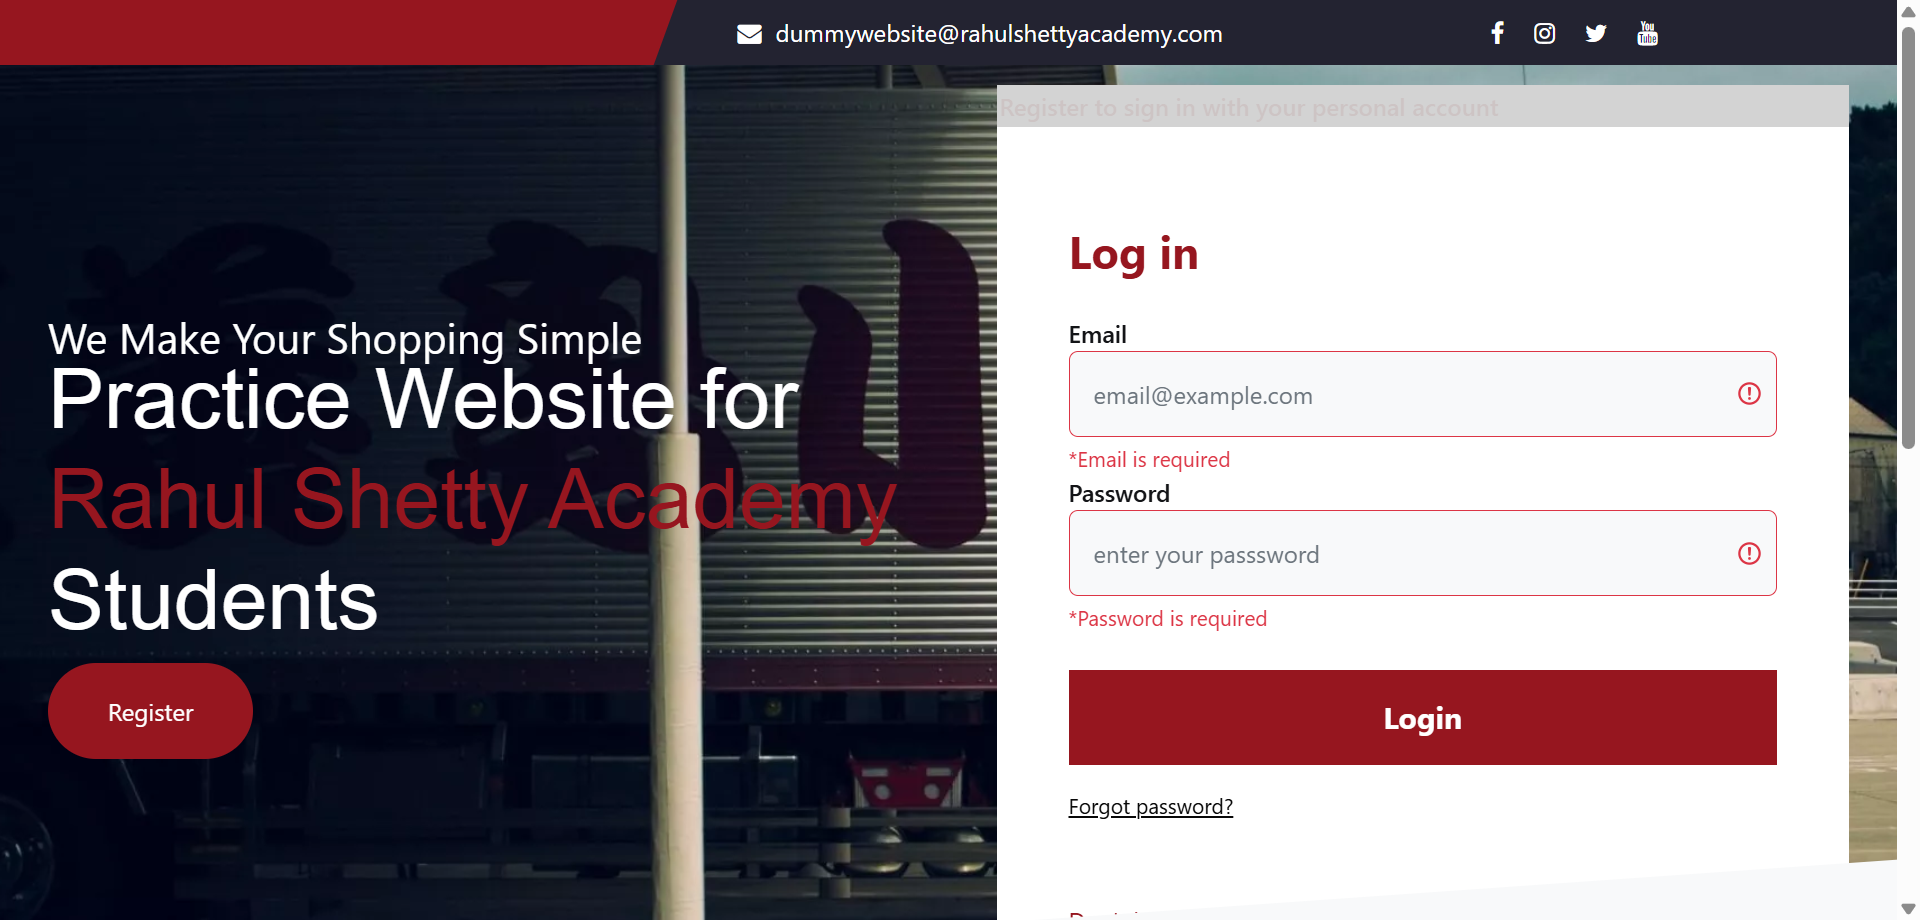 dummywebsite@rahulshettyacademy.com
You
Tube
Register to sign in with your personal account
We Make Your Shopping Simple
Practice Website for
Rahul Shetty Academy
Students
Register
Log in
Email
email@example.com
*Email is required
Password
enter your passsword
*Password is required
Login
Forgot password?